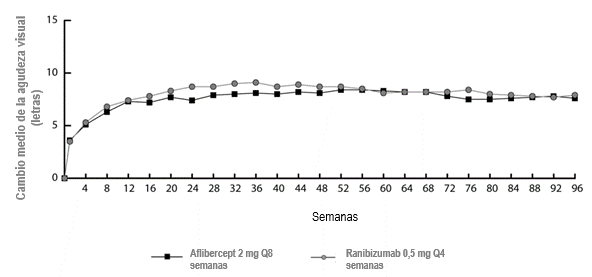 Cambio medio de la agudeza visual
(letras)
15
10
5
0
4 8 12 16 20 24 28 32 36 40 44 48 52 56 60 64 68 72 76 80 84 88 92 96
Semanas
Aflibercept 2 mg Q8
semanas
Ranibizumab 0,5 mg Q4
semanas